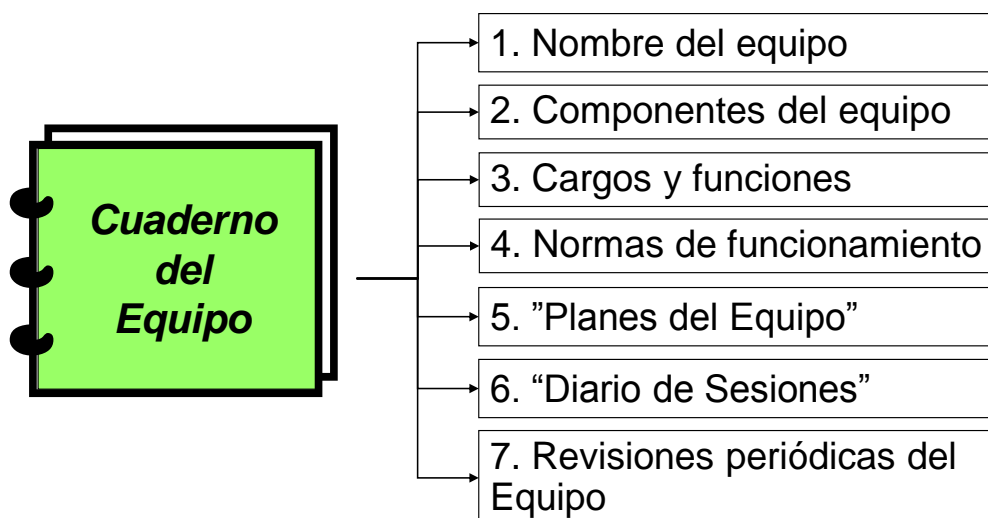 Cuaderno
del
Equipo
1. Nombre del equipo
2. Componentes del equipo
3. Cargos y funciones
4. Normas de funcionamiento
5. ”Planes del Equipo”
6. “Diario de Sesiones”
7. Revisiones periódicas del
Equipo